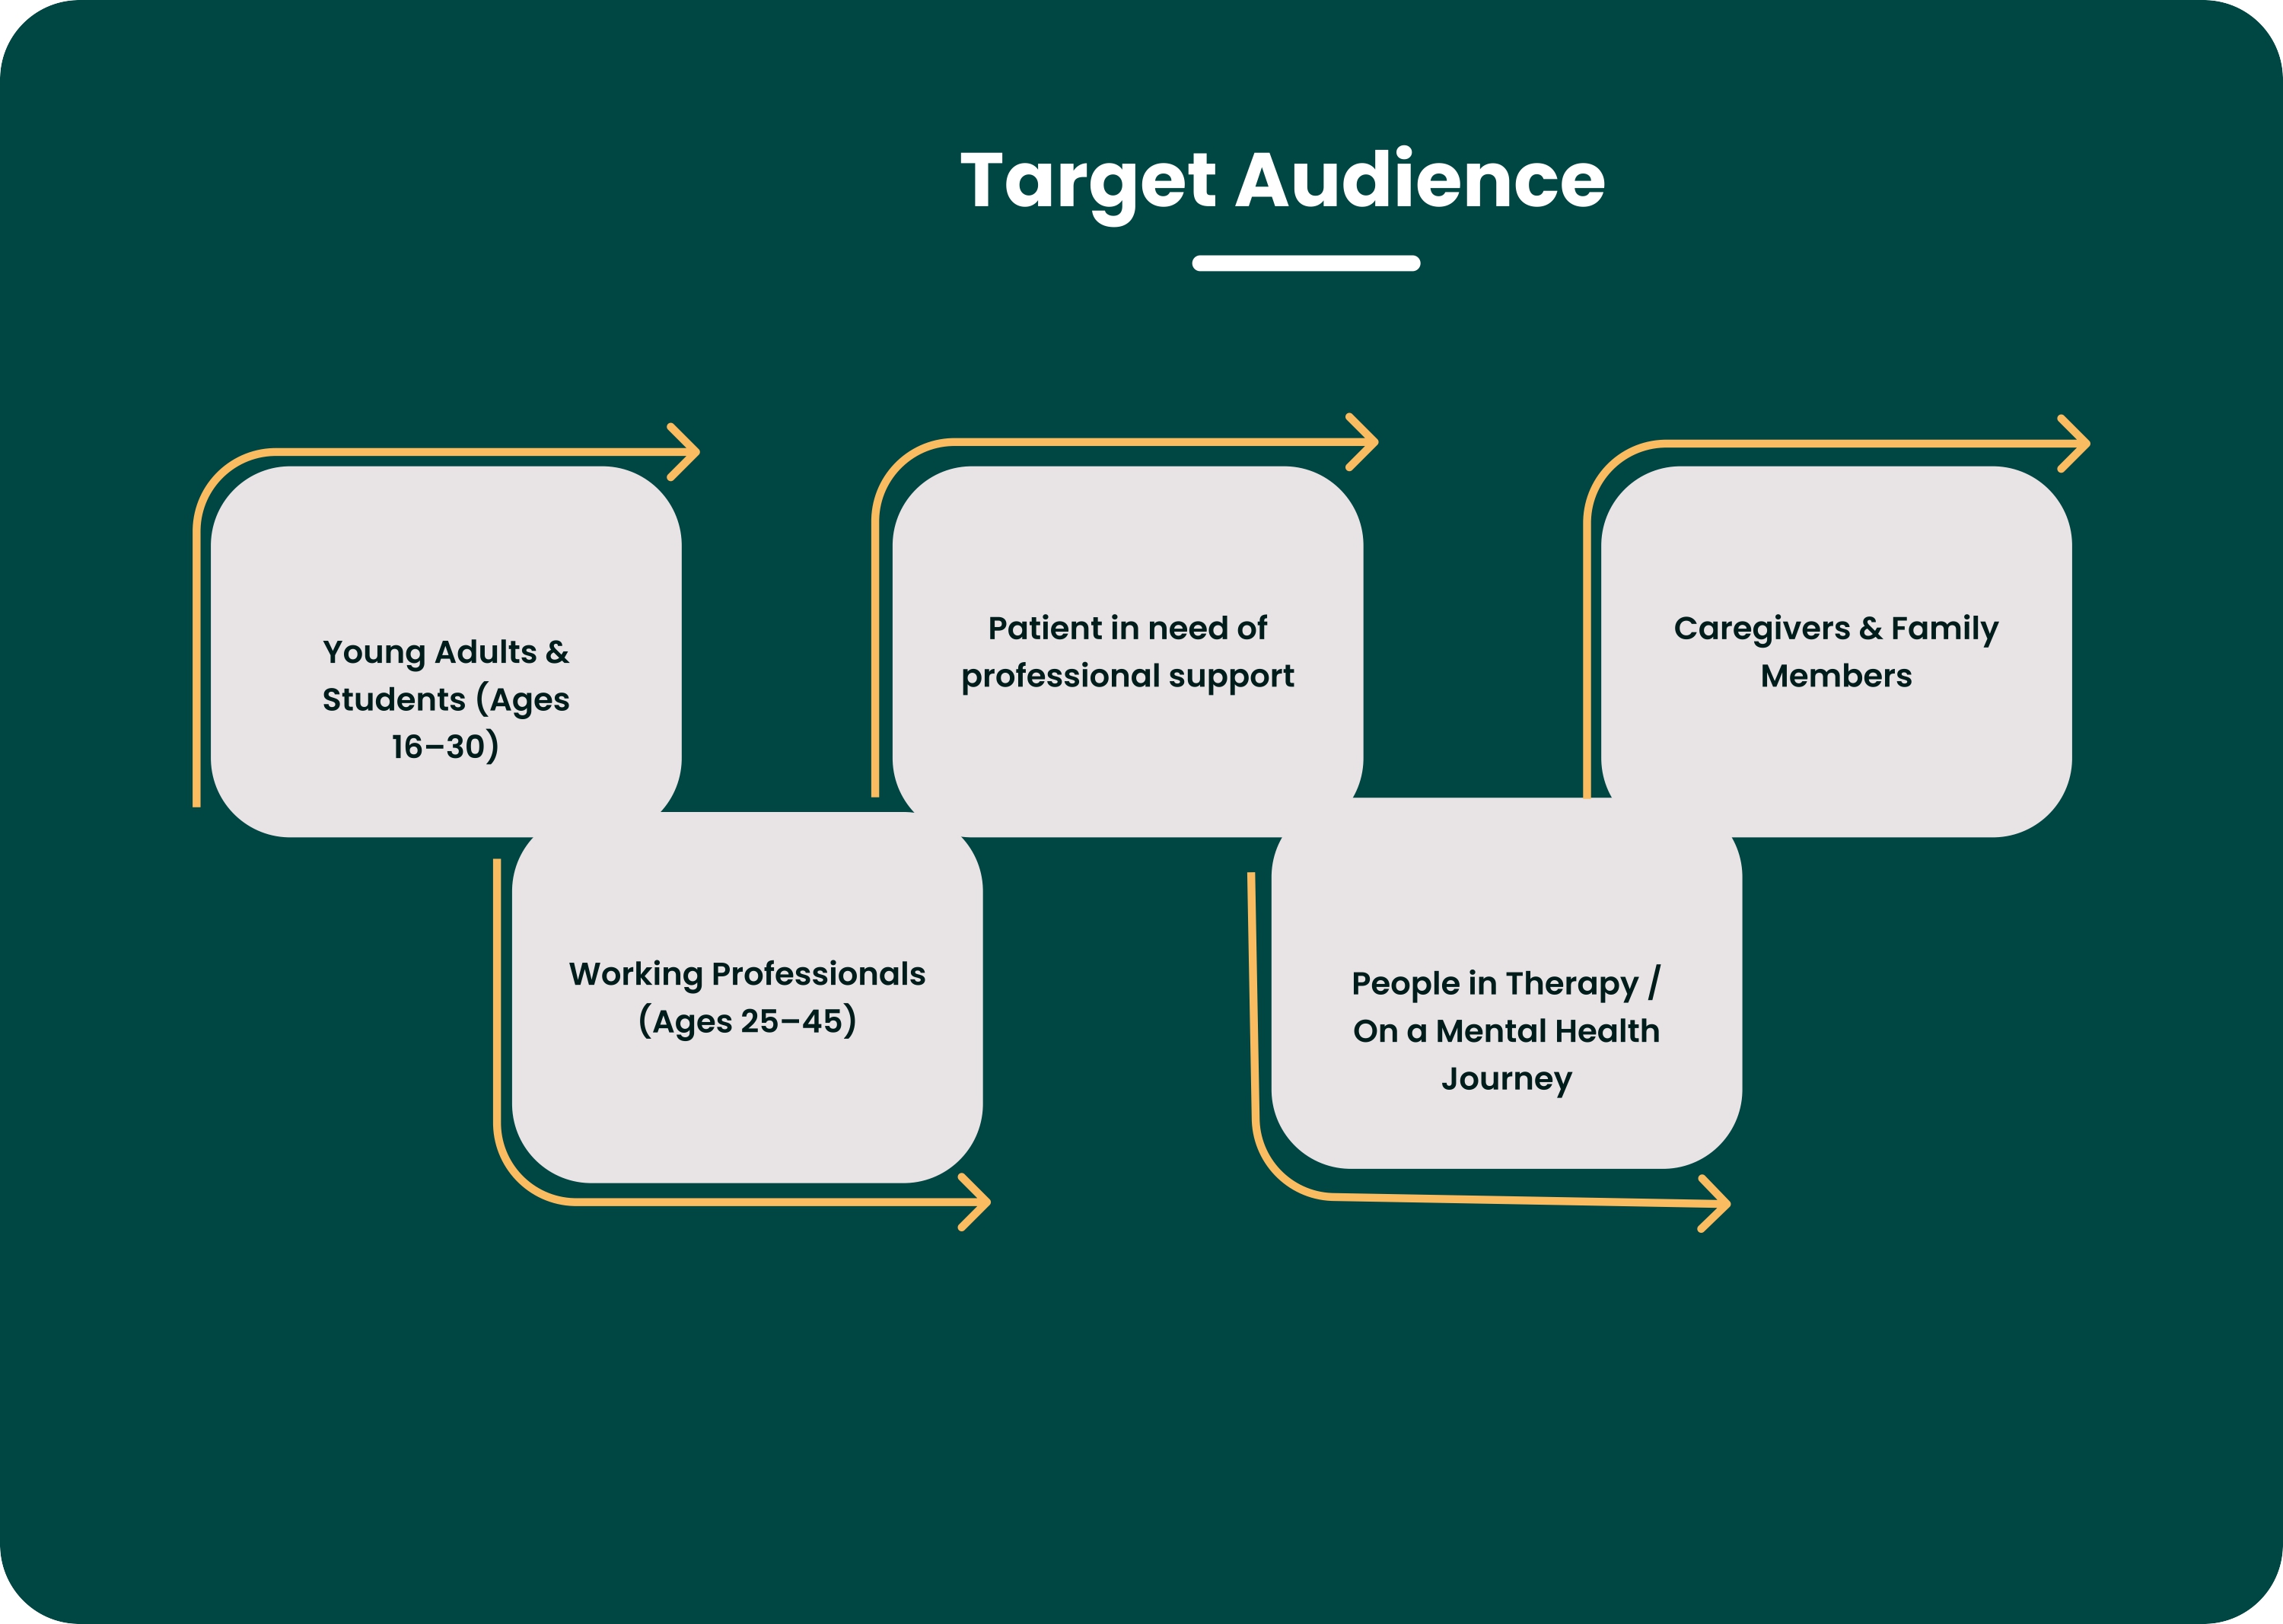 Target Audience
Young Adults &
Students (Ages
16–30)
Working Professionals
(Ages 25–45)
Patient in need of
professional support
People in Therapy /
On a Mental Health
Journey
Caregivers & Family
Members